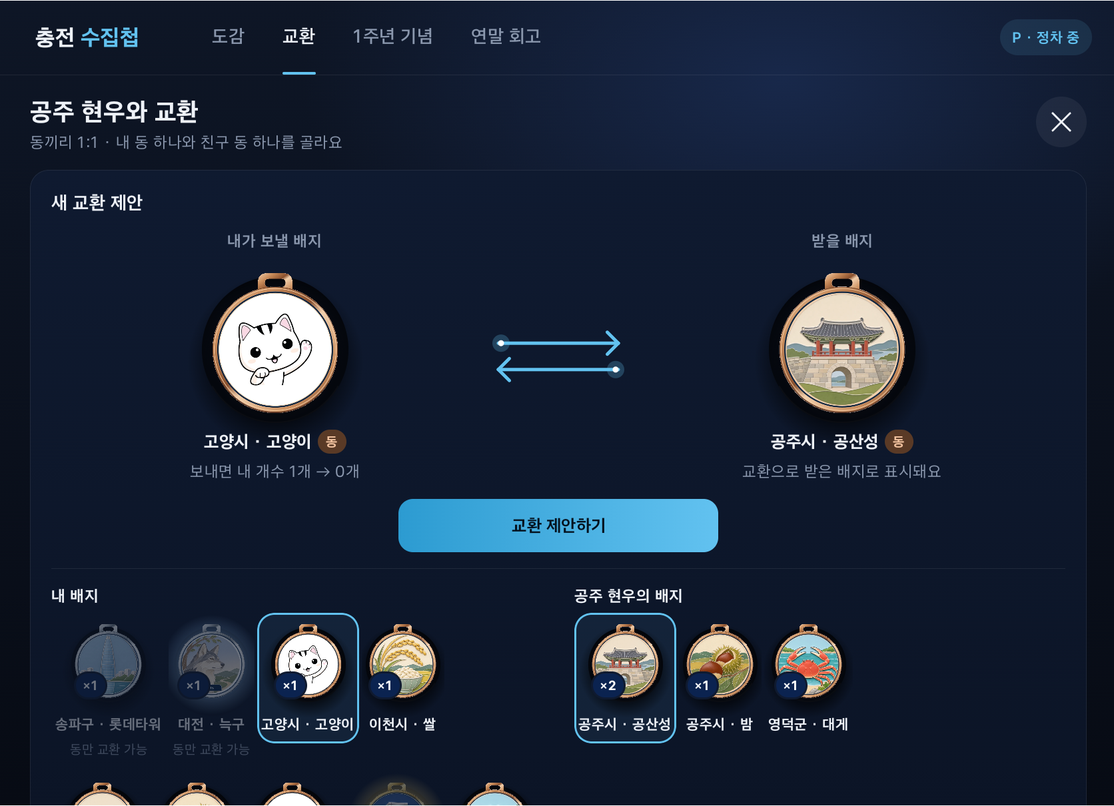 충전 수집첩
도감
교환
1주년 기념
연말 회고
P · 정차 중
공주 현우와 교환
동끼리 1:1 · 내 동 하나와 친구 동 하나를 골라요
새 교환 제안
내가 보낼 배지
받을 배지
고양시 · 고양이 동
보내면 내 개수 1개 → 0개
공주시 · 공산성 동
교환으로 받은 배지로 표시돼요
교환 제안하기
내 배지
×1
송파구 · 롯데타워
동만 교환 가능
×1
대전 · 늑구
동만 교환 가능
×1
고양시 · 고양이
×1
이천시 · 쌀
공주 현우의 배지
×2
공주시 · 공산성
×1
공주시 · 밤
×1
영덕군 · 대게